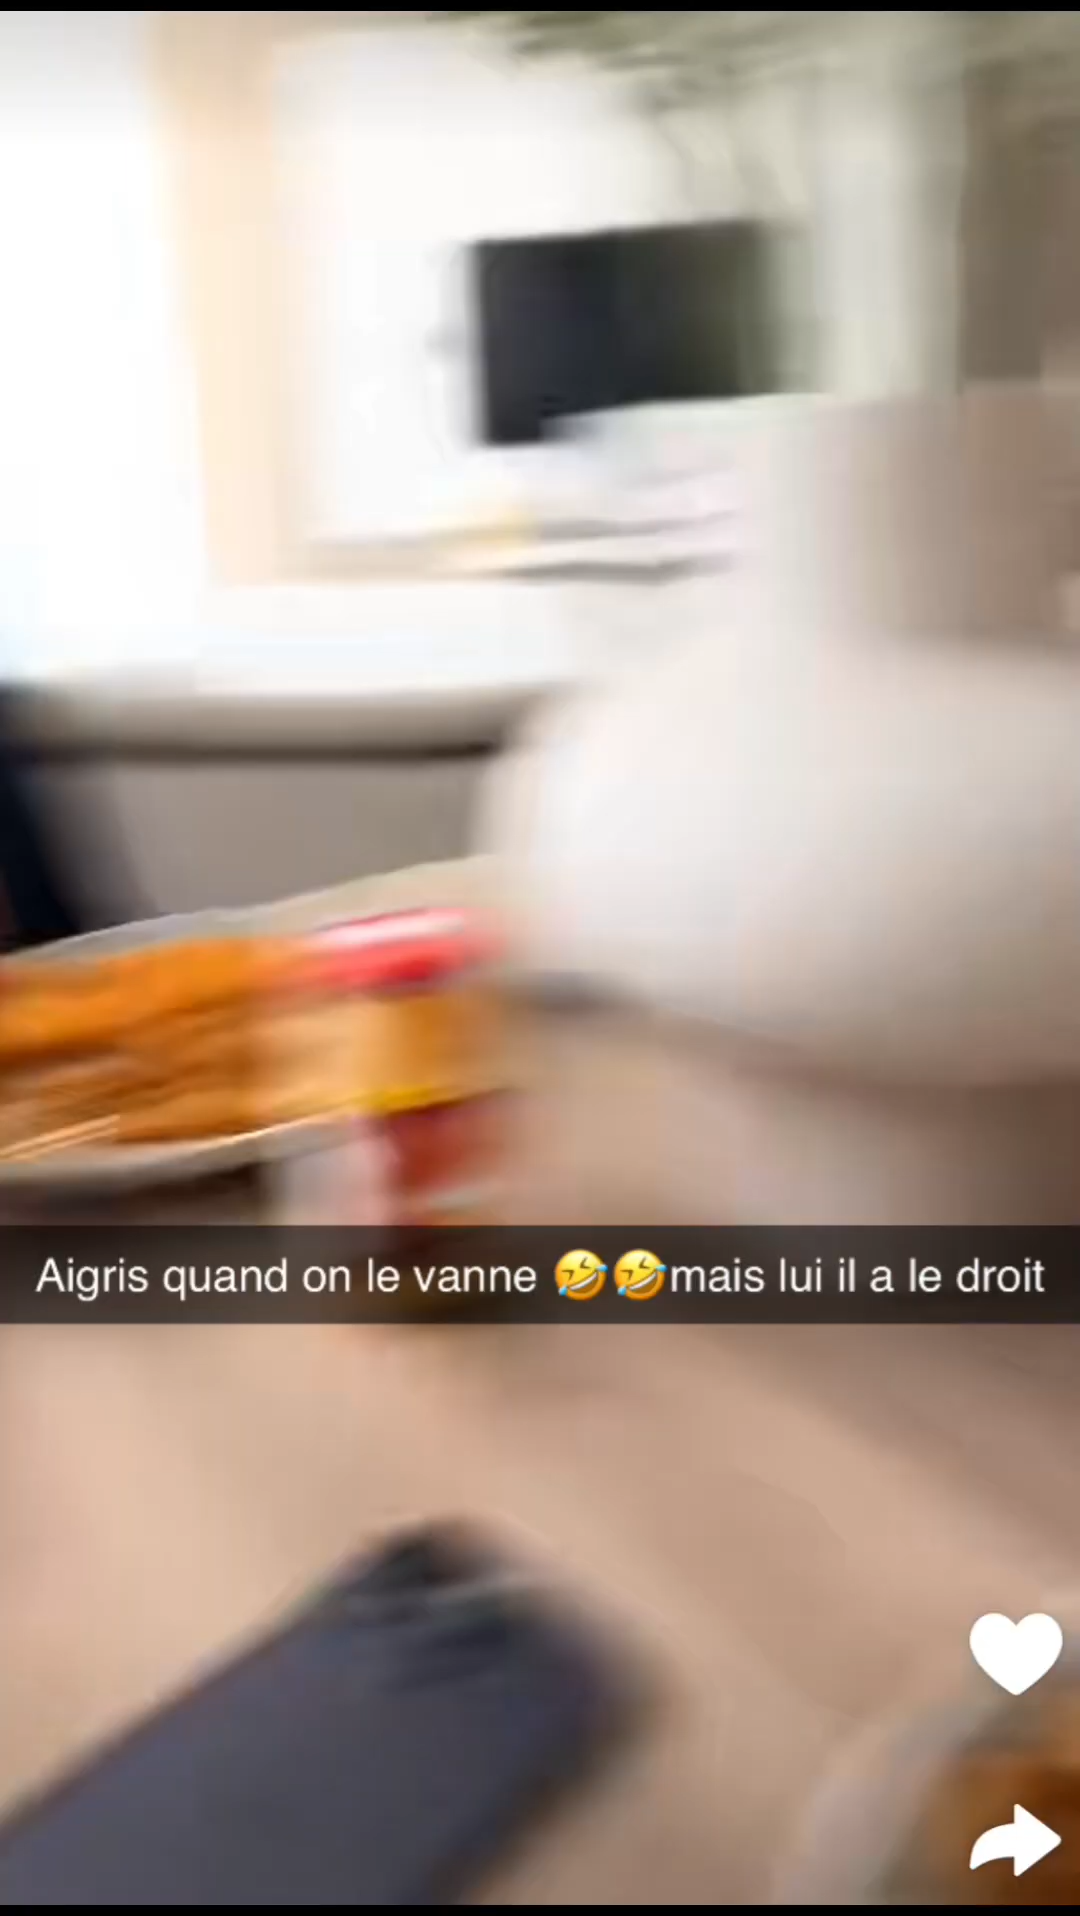 Aigris quand on le vanne 🤣🤣mais lui il a le droit